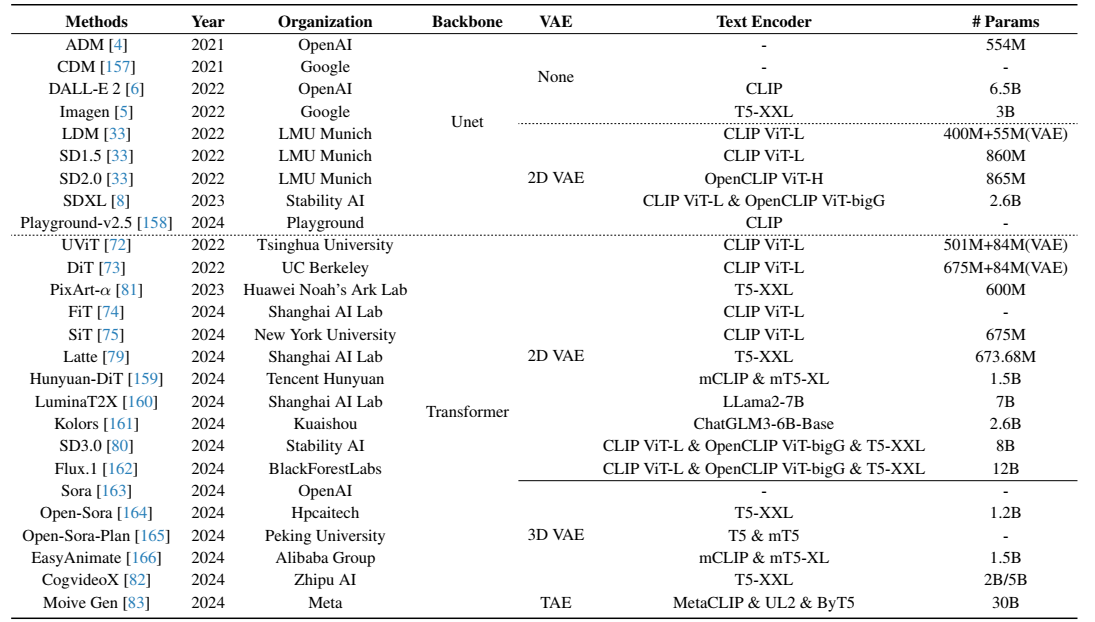 Methods Year Organization Backbone VAE Text Encoder # Params
ADM [4] 2021 OpenAI - 554M
CDM [157] 2021 Google - -
None
DALL-E 2 [6] 2022 OpenAI CLIP 6.5B
Imagen [5] 2022 Google T5-XXL 3B
Unet
LDM [33] 2022 LMU Munich CLIP ViT-L 400M+55M(VAE)
SD1.5 [33] 2022 LMU Munich CLIP ViT-L 860M
SD2.0 [33] 2022 LMU Munich 2D VAE OpenCLIP ViT-H 865M
SDXL [8] 2023 Stability AI CLIP ViT-L & OpenCLIP ViT-bigG 2.6B
Playground-v2.5 [158] 2024 Playground CLIP -
UViT [72] 2022 Tsinghua University CLIP ViT-L 501M+84M(VAE)
DiT [73] 2022 UC Berkeley CLIP ViT-L 675M+84M(VAE)
PixArt-α [81] 2023 Huawei Noah's Ark Lab T5-XXL 600M
FiT [74] 2024 Shanghai AI Lab CLIP ViT-L -
SiT [75] 2024 New York University CLIP ViT-L 675M
Latte [79] 2024 Shanghai AI Lab 2D VAE T5-XXL 673.68M
Hunyuan-DiT [159] 2024 Tencent Hunyuan mCLIP & mT5-XL 1.5B
LuminaT2X [160] 2024 Shanghai AI Lab LLama2-7B 7B
Transformer
Kolors [161] 2024 Kuaishou ChatGLM3-6B-Base 2.6B
SD3.0 [80] 2024 Stability AI CLIP ViT-L & OpenCLIP ViT-bigG & T5-XXL 8B
Flux.1 [162] 2024 BlackForestLabs CLIP ViT-L & OpenCLIP ViT-bigG & T5-XXL 12B
Sora [163] 2024 OpenAI - -
Open-Sora [164] 2024 Hpcaitech T5-XXL 1.2B
Open-Sora-Plan [165] 2024 Peking University 3D VAE T5 & mT5 -
EasyAnimate [166] 2024 Alibaba Group mCLIP & mT5-XL 1.5B
CogvideoX [82] 2024 Zhipu AI T5-XXL 2B/5B
Moive Gen [83] 2024 Meta TAE MetaCLIP & UL2 & ByT5 30B